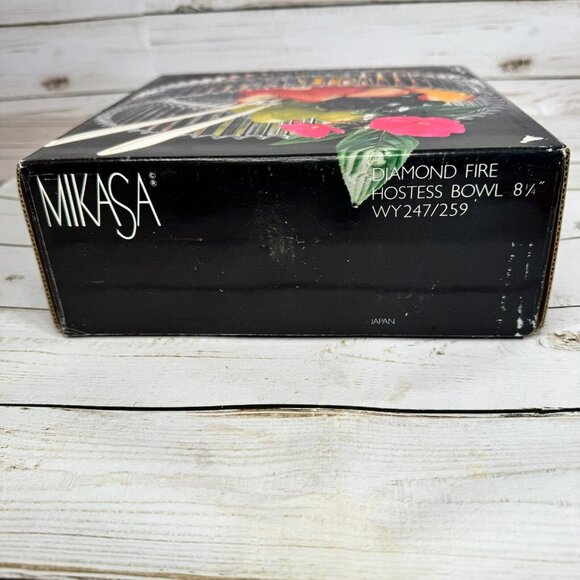 MIKASA®
DIAMOND FIRE
HOSTESS BOWL 8¼"
WY247/259
JAPAN